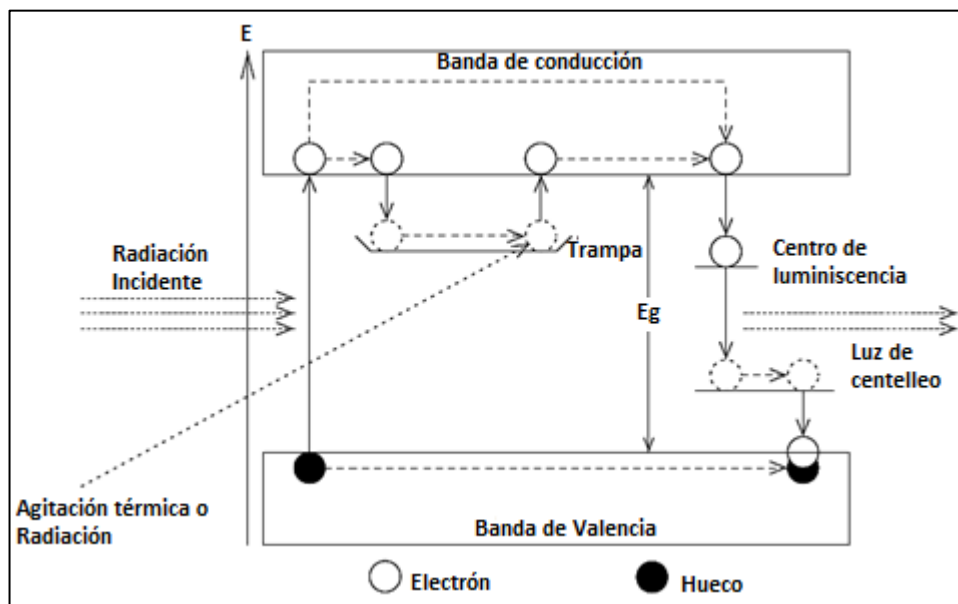 E
Banda de conducción
Radiación
Incidente
Trampa
Centro de
luminiscencia
Eg
Luz de
centelleo
Agitación térmica o
Radiación
Banda de Valencia
Electrón
Hueco